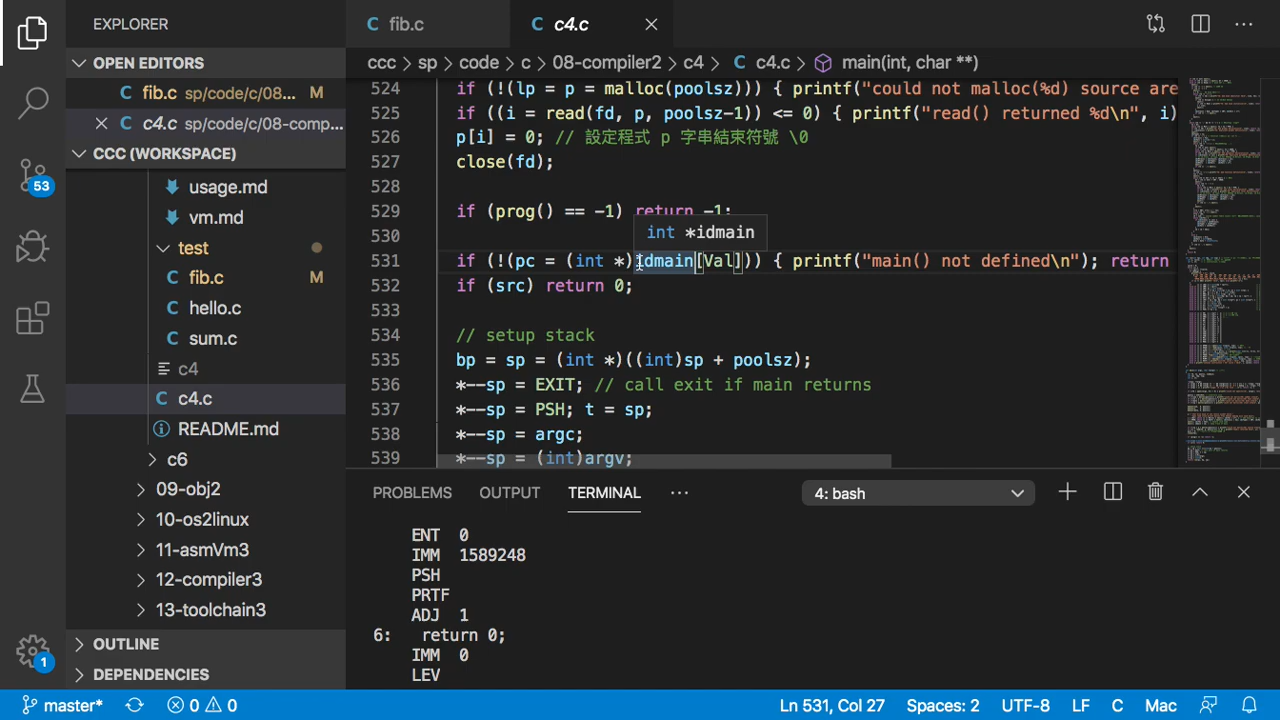 EXPLORER
OPEN EDITORS
fib.c sp/code/c/08... M
c4.c sp/code/c/08-comp...
CCC (WORKSPACE)
usage.md
vm.md
test
fib.c M
hello.c
sum.c
c4
c4.c
README.md
c6
09-obj2
10-os2linux
11-asmVm3
12-compiler3
13-toolchain3
OUTLINE
DEPENDENCIES
53
1
C fib.c
C c4.c
ccc > sp > code > c > 08-compiler2 > c4 > C c4.c > main(int, char **)
524 if (!(lp = p = malloc(poolsz))) { printf("could not malloc(%d) source are
525 if ((i = read(fd, p, poolsz-1)) <= 0) { printf("read() returned %d\n", i)
526 p[i] = 0; // 設定程式 p 字串結束符號 \0
527 close(fd);
528
529 if (prog() == -1) return -1;
530
int *idmain
531 if (!(pc = (int *)idmain[Val])) { printf("main() not defined\n"); return
532 if (src) return 0;
533
534 // setup stack
535 bp = sp = (int *)((int)sp + poolsz);
536 *--sp = EXIT; // call exit if main returns
537 *--sp = PSH; t = sp;
538 *--sp = argc;
539 *--sp = (int)argv;
PROBLEMS OUTPUT TERMINAL ··· 4: bash
ENT 0
IMM 1589248
PSH
PRTF
ADJ 1
6: return 0;
IMM 0
LEV
master* 0 0 Ln 531, Col 27 Spaces: 2 UTF-8 LF C Mac